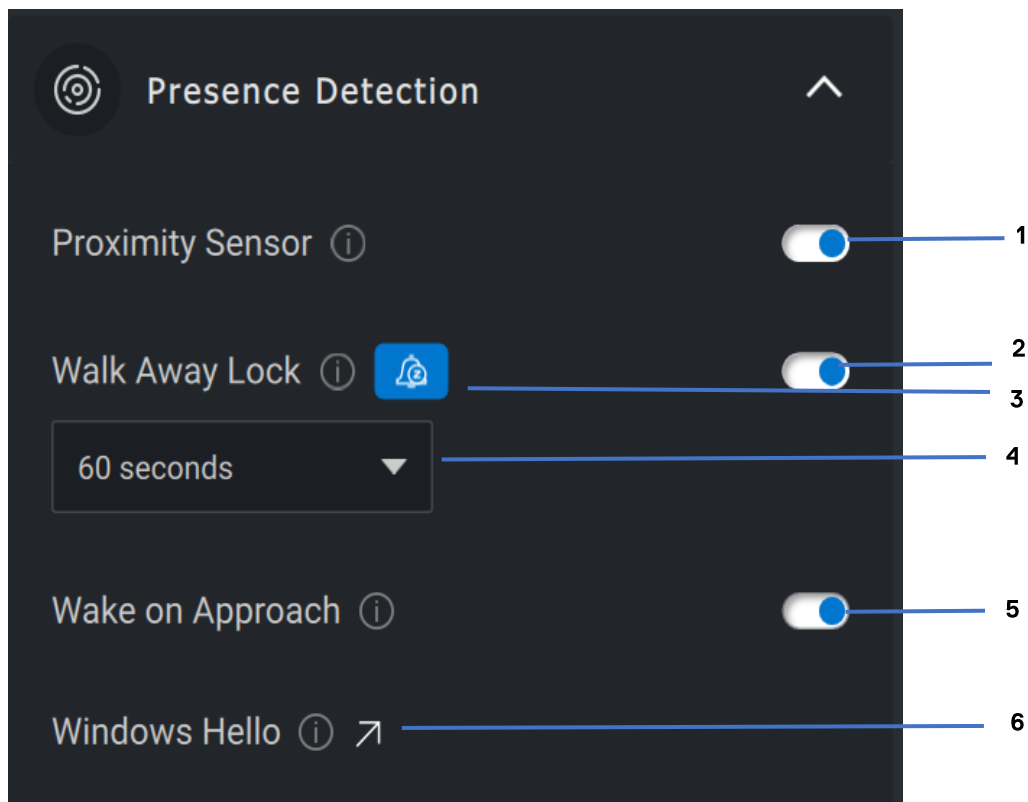 Presence Detection
Proximity Sensor
1
Walk Away Lock
2
3
60 seconds
4
Wake on Approach
5
Windows Hello
6